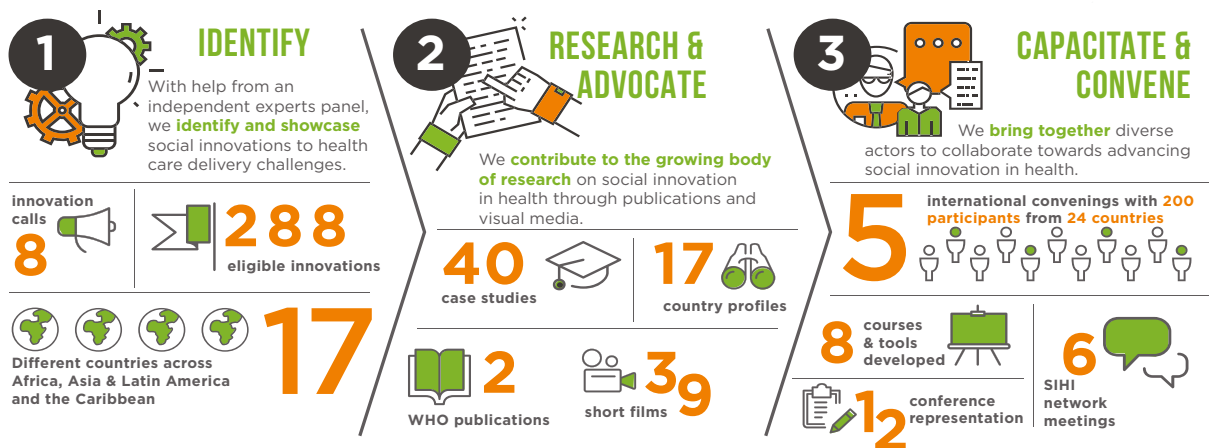 1
IDENTIFY
With help from an
independent experts panel,
we identify and showcase
social innovations to health
care delivery challenges.
innovation
calls
8
288
eligible innovations
Different countries across
Africa, Asia & Latin America
and the Caribbean
17
2
RESEARCH &
ADVOCATE
We contribute to the growing body
of research on social innovation
in health through publications and
visual media.
40
case studies
17
country profiles
2
WHO publications
39
short films
3
CAPACITATE &
CONVENE
We bring together diverse
actors to collaborate towards advancing
social innovation in health.
5
international convenings with 200
participants from 24 countries
8
courses
& tools
developed
6
SIHI
network
meetings
12
conference
representation